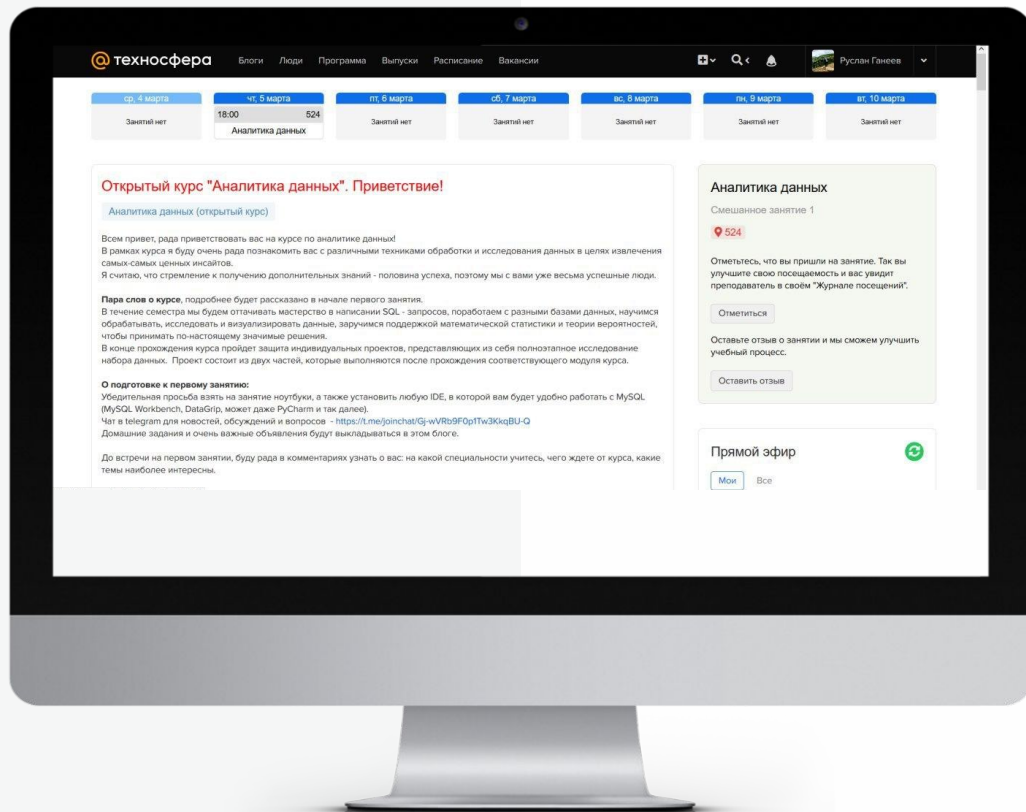 @ техносфера Блоги Люди Программа Выпуски Расписание Вакансии Руслан Ганеев
ср, 4 марта чт, 5 марта пт, 6 марта сб, 7 марта вс, 8 марта пн, 9 марта вт, 10 марта
Занятий нет 18:00 524 Занятий нет Занятий нет Занятий нет Занятий нет Занятий нет
Аналитика данных
Открытый курс "Аналитика данных". Приветствие!
Аналитика данных (открытый курс)
Всем привет, рада приветствовать вас на курсе по аналитике данных!
В рамках курса я буду очень рада познакомить вас с различными техниками обработки и исследования данных в целях извлечения
самых-самых ценных инсайтов.
Я считаю, что стремление к получению дополнительных знаний - половина успеха, поэтому мы с вами уже весьма успешные люди.
Пара слов о курсе, подробнее будет рассказано в начале первого занятия.
В течение семестра мы будем оттачивать мастерство в написании SQL - запросов, поработаем с разными базами данных, научимся
обрабатывать, исследовать и визуализировать данные, заручимся поддержкой математической статистики и теории вероятностей,
чтобы принимать по-настоящему значимые решения.
В конце прохождения курса пройдет защита индивидуальных проектов, представляющих из себя полноэтапное исследование
набора данных. Проект состоит из двух частей, которые выполняются после прохождения соответствующего модуля курса.
О подготовке к первому занятию:
Убедительная просьба взять на занятие ноутбуки, а также установить любую IDE, в которой вам будет удобно работать с MySQL
(MySQL Workbench, DataGrip, может даже PyCharm и так далее).
Чат в telegram для новостей, обсуждений и вопросов - https://t.me/joinchat/Gj-wVRb9F0p1Tw3KkqBU-Q
Домашние задания и очень важные объявления будут выкладываться в этом блоге.
До встречи на первом занятии, буду рада в комментариях узнать о вас: на какой специальности учитесь, чего ждете от курса, какие
темы наиболее интересны.
Аналитика данных
Смешанное занятие 1
524
Отметьтесь, что вы пришли на занятие. Так вы
улучшите свою посещаемость и вас увидит
преподаватель в своём "Журнале посещений".
Отметиться
Оставьте отзыв о занятии и мы сможем улучшить
учебный процесс.
Оставить отзыв
Прямой эфир
Мои Все